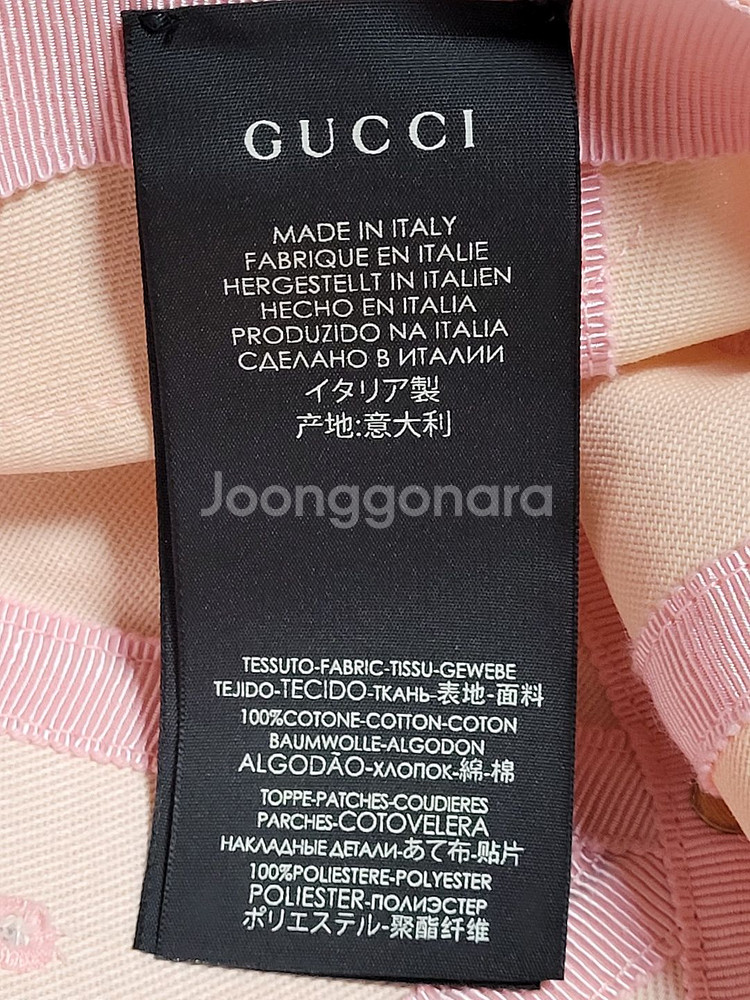 GUCCI
MADE IN ITALY
FABRIQUE EN ITALIE
HERGESTELLT IN ITALIEN
HECHO EN ITALIA
PRODUZIDO NA ITALIA
СДЕЛАНО В ИТАЛИИ
イタリア製
产地:意大利
Joonggonara
TESSUTO-FABRIC-TISSU-GEWEBE
TEJIDO-TECIDO-ТКАНЬ-表地-面料
100%COTONE-COTTON-COTON
BAUMWOLLE-ALGODON
ALGODÃO-ХЛОПОК-綿-棉
TOPPE-PATCHES-COUDIERES
PARCHES-COTOVELERA
НАКЛАДНЫЕ ДЕТАЛИ-あて布-贴片
100%POLIESTERE-POLYESTER
POLIESTER-ПОЛИЭСТЕР
ポリエステル-聚酯纤维